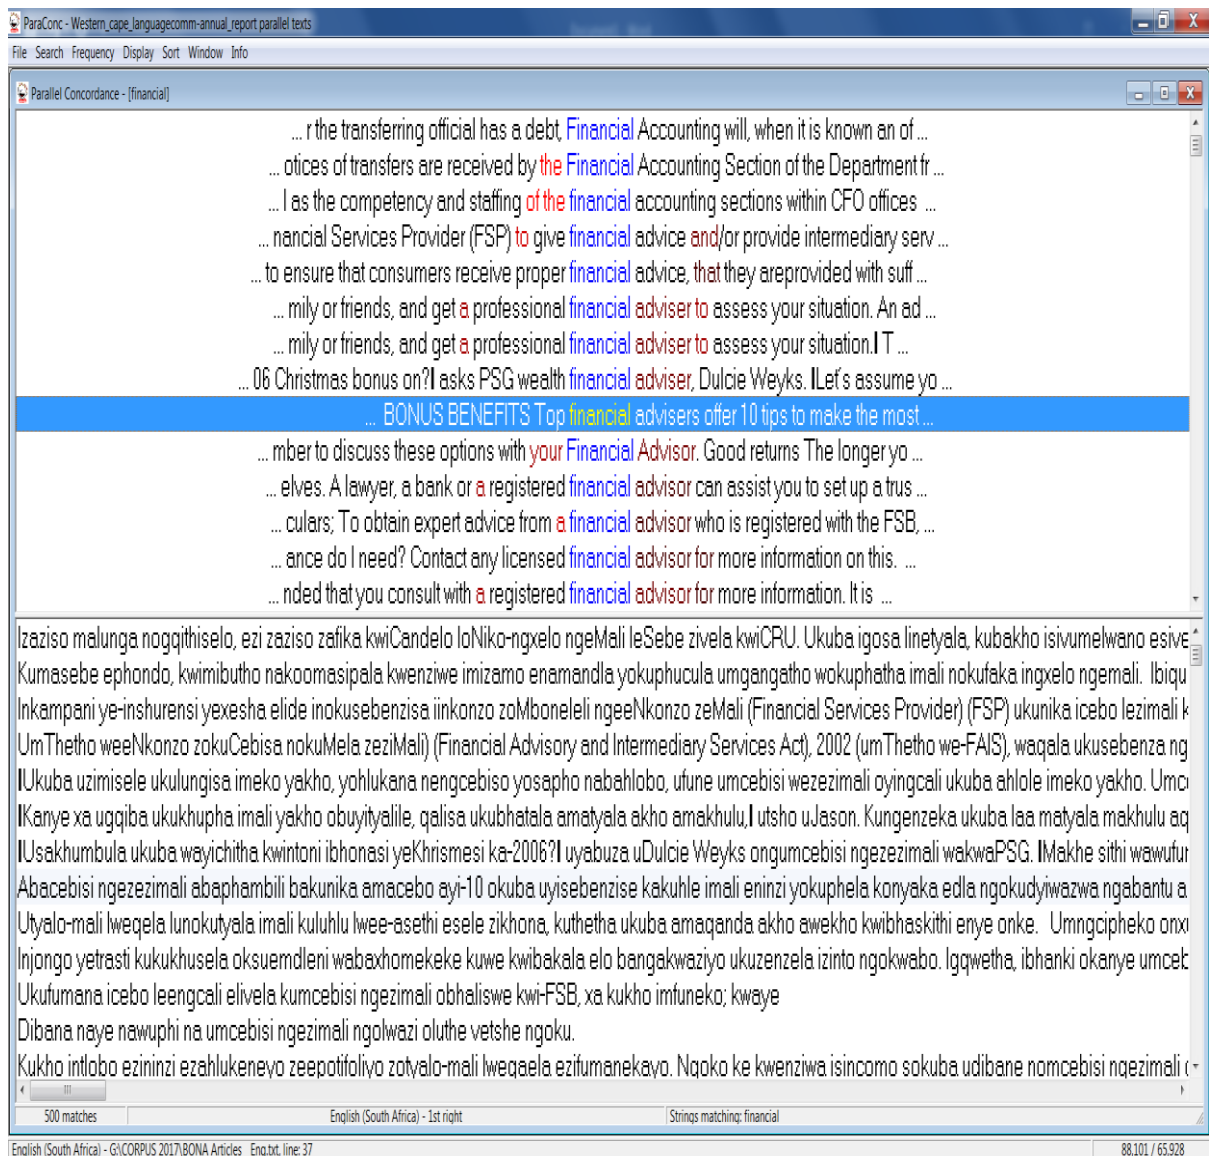 ParaConc - Western_cape_languagecomm-annual_report parallel texts
File Search Frequency Display Sort Window Info
Parallel Concordance - [financial]
... r the transferring official has a debt, Financial Accounting will, when it is known an of ...
... otices of transfers are received by the Financial Accounting Section of the Department fr ...
... l as the competency and staffing of the financial accounting sections within CFO offices ...
... nancial Services Provider (FSP) to give financial advice and/or provide intermediary serv ...
... to ensure that consumers receive proper financial advice, that they areprovided with suff ...
... mily or friends, and get a professional financial adviser to assess your situation. An ad ...
... mily or friends, and get a professional financial adviser to assess your situation.l T ...
... 06 Christmas bonus on?l asks PSG wealth financial adviser, Dulcie Weyks. lLet's assume yo ...
... BONUS BENEFITS Top financial advisers offer 10 tips to make the most ...
... mber to discuss these options with your Financial Advisor. Good returns The longer yo ...
... elves. A lawyer, a bank or a registered financial advisor can assist you to set up a trus ...
... culars; To obtain expert advice from a financial advisor who is registered with the FSB, ...
... ance do I need? Contact any licensed financial advisor for more information on this. ...
... nded that you consult with a registered financial advisor for more information. It is ...
Izaziso malunga nogqithiselo, ezi zaziso zafika kwiCandelo loNiko-ngxelo ngeMali leSebe zivela kwiCRU. Ukuba igosa linetyala, kubakho isivumelwano esive
Kumasebe ephondo, kwimibutho nakoomasipala kwenziwe imizamo enamandla yokuphucula umgangatho wokuphatha imali nokufaka ingxelo ngemali. Ibiqu
Inkampani ye-inshurensi yexesha elide inokusebenzisa iinkonzo zoMboneleli ngeeNkonzo zeMali (Financial Services Provider) (FSP) ukunika icebo lezimali k
UmThetho weeNkonzo zokuCebisa nokuMela zeziMali) (Financial Advisory and Intermediary Services Act), 2002 (umThetho we-FAIS), waqala ukusebenza ng
lUkuba uzimisele ukulungisa imeko yakho, yohlukana nengcebiso yosapho nabahlobo, ufune umcebisi wezezimali oyingcali ukuba ahlole imeko yakho. Umc
lKanye xa ugqiba ukukhupha imali yakho obuyityalile, qalisa ukubhatala amatyala akho amakhulu,l utsho uJason. Kungenzeka ukuba laa matyala makhulu aq
lUsakhumbula ukuba wayichitha kwintoni ibhonasi yeKhrismesi ka-2006?l uyabuza uDulcie Weyks ongumcebisi ngezezimali wakwaPSG. lMakhe sithi wawufur
Abacebisi ngezezimali abaphambili bakunika amacebo ayi-10 okuba uyisebenzise kakuhle imali eninzi yokuphela konyaka edla ngokudyiwazwa ngabantu a
Utyalo-mali lweqela lunokutyala imali kuluhlu lwee-asethi esele zikhona, kuthetha ukuba amaqanda akho awekho kwibhaskithi enye onke. Umngcipheko onx
Injongo yetrasti kukukhusela oksuemdleni wabaxhomekeke kuwe kwibakala elo bangakwaziyo ukuzenzela izinto ngokwabo. Igqwetha, ibhanki okanye umceb
Ukufumana icebo leengcali elivela kumcebisi ngezimali obhaliswe kwi-FSB, xa kukho imfuneko; kwaye
Dibana naye nawuphi na umcebisi ngezimali ngolwazi oluthe vetshe ngoku.
Kukho intlobo ezininzi ezahlukeneyo zeepotifoliyo zotyalo-mali lweqaela ezifumanekayo. Ngoko ke kwenziwa isincomo sokuba udibane nomcebisi ngezimali
500 matches English (South Africa) - 1st right Strings matching: financial
English (South Africa) - G:\CORPUS 2017\BONA Articles_Eng.txt, line: 37 88,101 / 65,928